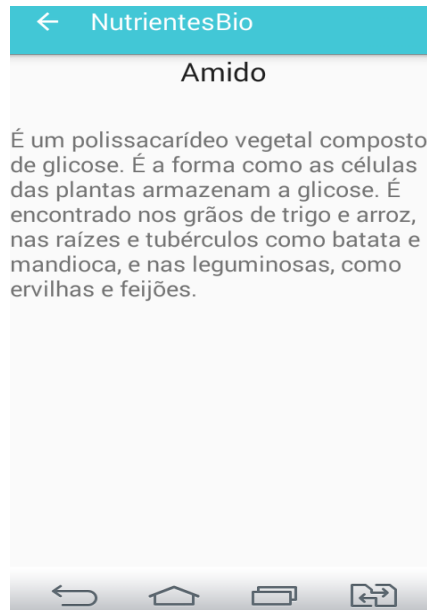 NutrientesBio
Amido
É um polissacarídeo vegetal composto
de glicose. É a forma como as células
das plantas armazenam a glicose. É
encontrado nos grãos de trigo e arroz,
nas raízes e tubérculos como batata e
mandioca, e nas leguminosas, como
ervilhas e feijões.